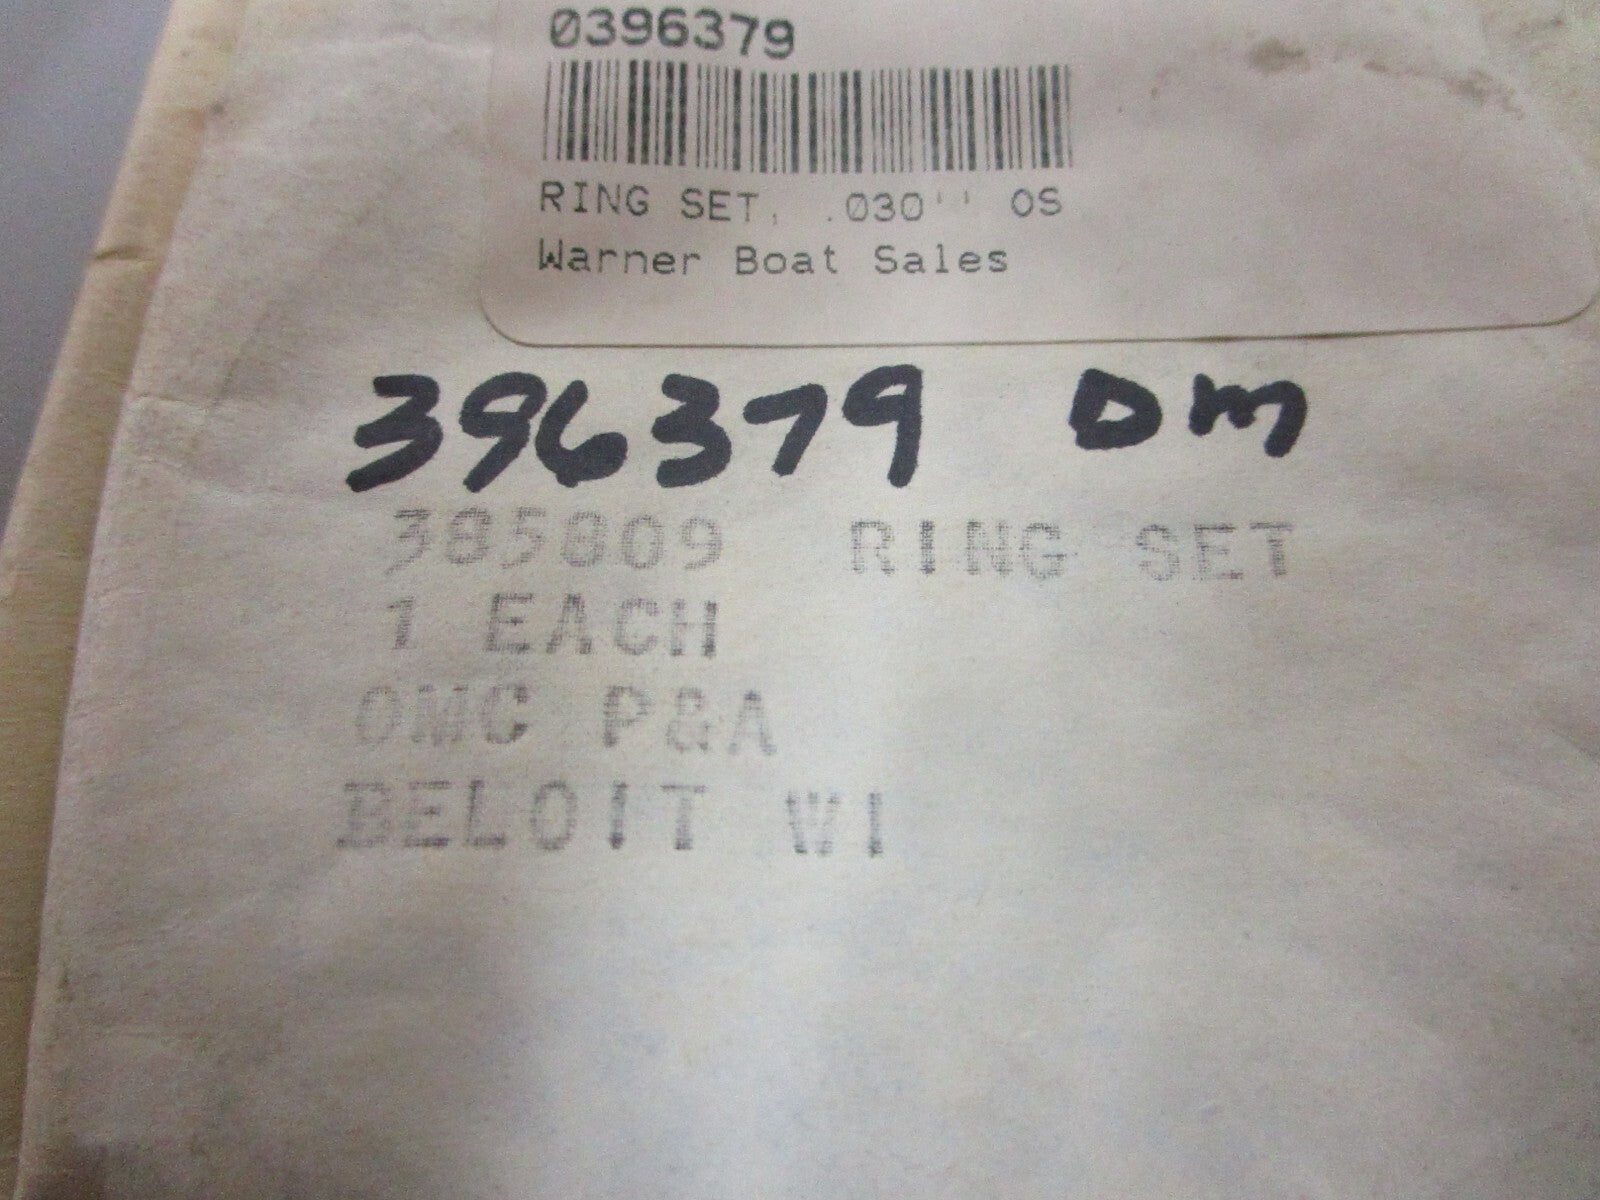 0396379
RING SET, .030'' OS
Warner Boat Sales
396379 DM
385809 RING SET
1 EACH
OMC P&A
BELOIT WI